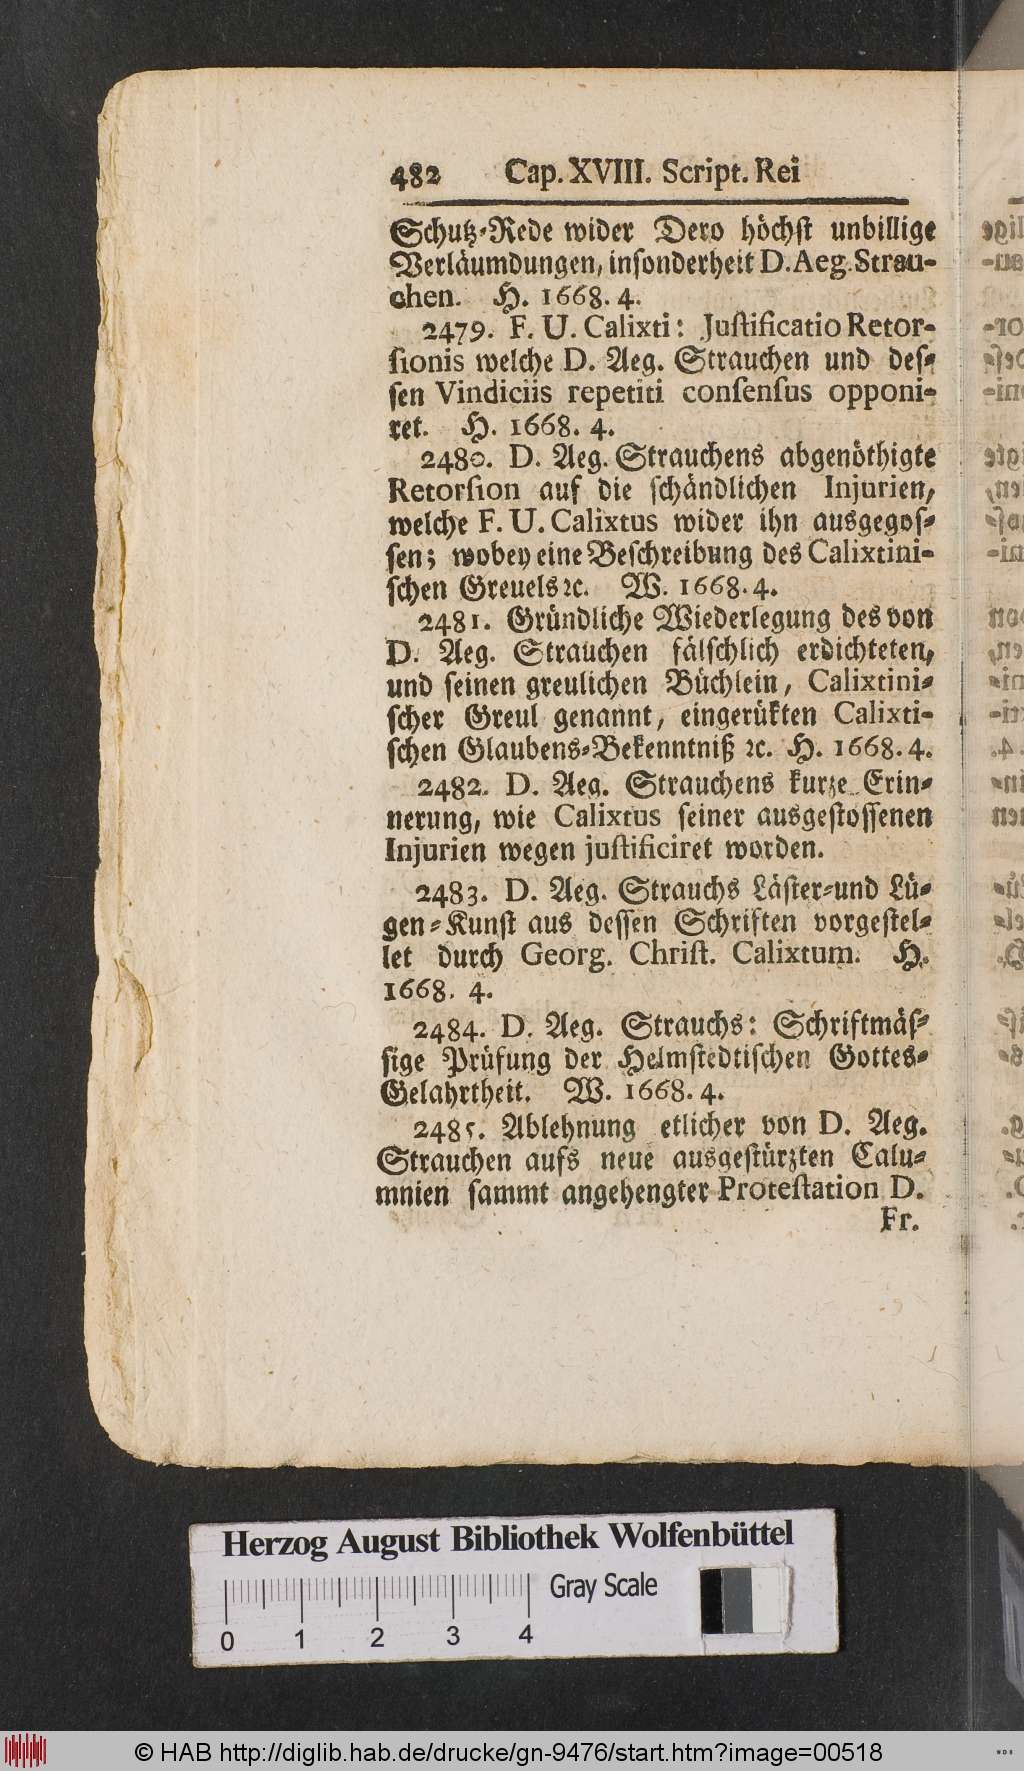 482 Cap. XVIII. Script. Rei
Schutz-Rede wider Dero höchst unbillige
Verläumdungen, insonderheit D. Aeg. Strau-
chen. H. 1668. 4.
2479. F. U. Calixti: Justificatio Retor-
sionis welche D. Aeg. Strauchen und des-
sen Vindiciis repetiti consensus opponi-
ret. H. 1668. 4.
2480. D. Aeg. Strauchens abgenöthigte
Retorsion auf die schändlichen Injurien,
welche F. U. Calixtus wider ihn ausgegos-
sen; wobey eine Beschreibung des Calixtini-
schen Greuels ꝛc. W. 1668. 4.
2481. Gründliche Wiederlegung des von
D. Aeg. Strauchen fälschlich erdichteten,
und seinen greulichen Büchlein, Calixtini-
scher Greul genannt, eingerükten Calixti-
schen Glaubens-Bekenntniß ꝛc. H. 1668. 4.
2482. D. Aeg. Strauchens kurze Erin-
nerung, wie Calixtus seiner ausgestossenen
Injurien wegen justificiret worden.
2483. D. Aeg. Strauchs Läster-und Lü-
gen-Kunst aus dessen Schriften vorgestel-
let durch Georg. Christ. Calixtum. H.
1668. 4.
2484. D. Aeg. Strauchs: Schriftmäs-
sige Prüfung der Helmstedtischen Gottes-
Gelahrtheit. W. 1668. 4.
2485. Ablehnung etlicher von D. Aeg.
Strauchen aufs neue ausgestürzten Calu-
mnien sammt angehengter Protestation D.
Fr.
Herzog August Bibliothek Wolfenbüttel
Gray Scale
0 1 2 3 4
© HAB http://diglib.hab.de/drucke/gn-9476/start.htm?image=00518